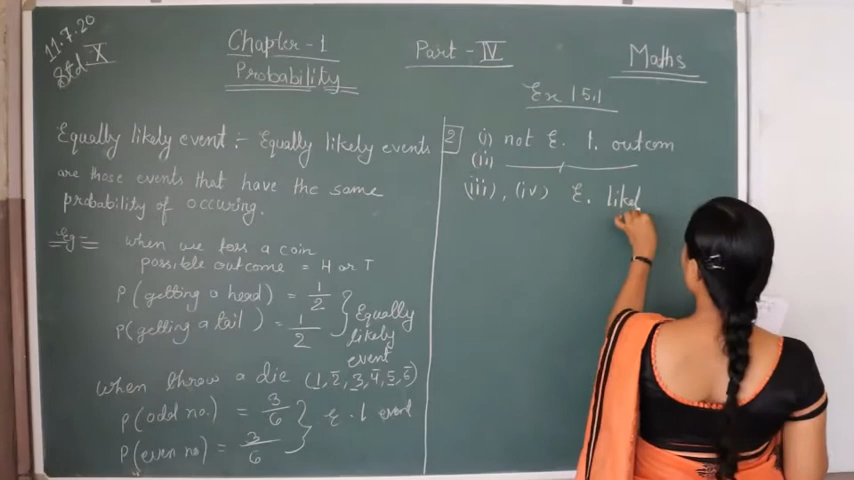 11.7.20
Std X
Chapter-1
Probability
Part - IV
Maths
Equally likely event :- Equally likely events
are those events that have the same
probability of occuring.
Eg =
when we toss a coin
possible outcome = H or T
P (getting a head) = 1/2
P (getting a tail) = 1/2
Equally
likely
event
When throw a die (1, 2, 3, 4, 5, 6)
P (odd no.) = 3/6
P (even no) = 3/6
E. l event
Ex 15.1
2 (i) not E. l. outcom
(ii)
(iii), (iv) E. likel